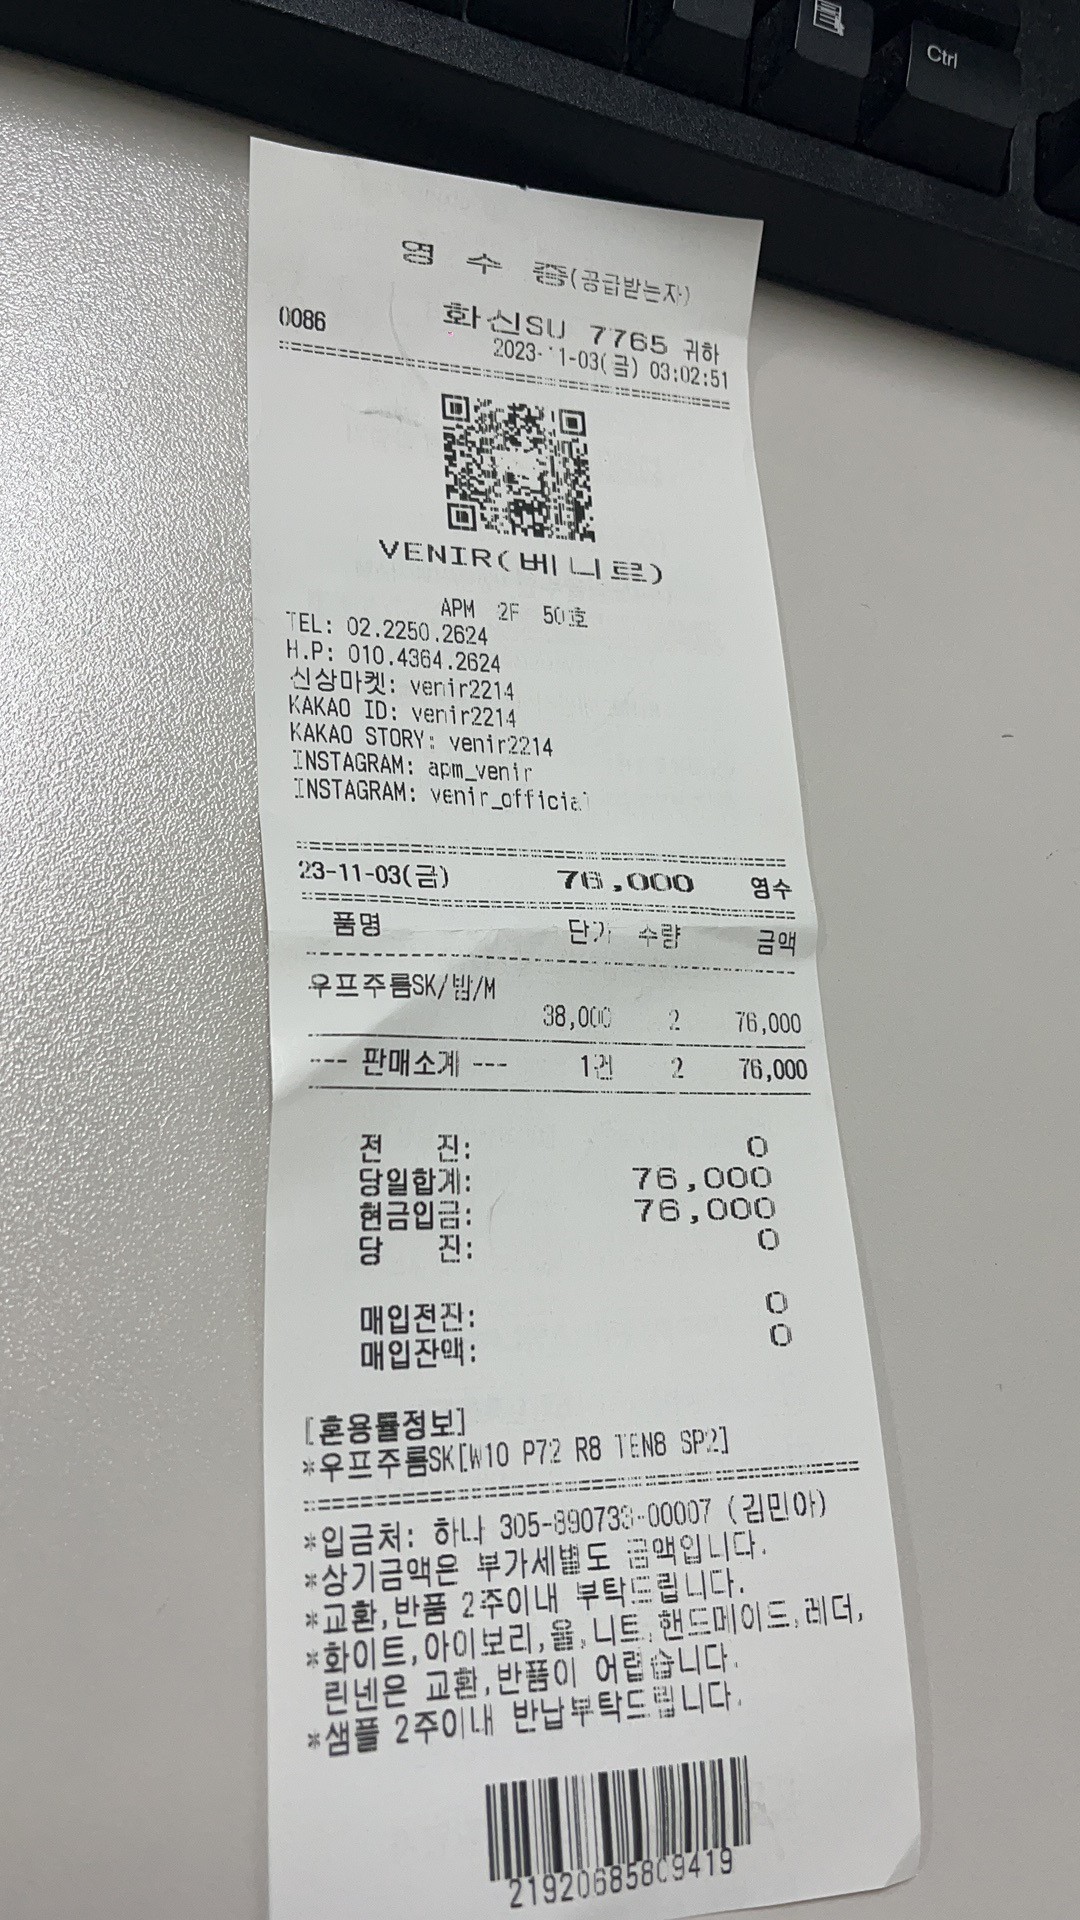 Ctrl
영 수 증(공급받는자)
0086 화신SU 7765 귀하
2023-11-03(금) 03:02:51
VENIR(베니르)
APM 2F 50호
TEL: 02.2250.2624
H.P: 010.4364.2624
신상마켓: venir2214
KAKAO ID: venir2214
KAKAO STORY: venir2214
INSTAGRAM: apm_venir
INSTAGRAM: venir_official
23-11-03(금) 76,000 영수
품명 단가 수량 금액
우프주름SK/밤/M
38,000 2 76,000
--- 판매소계 --- 1건 2 76,000
전 진: 0
당일합계: 76,000
현금입금: 76,000
당 진: 0
매입전진: 0
매입잔액: 0
[혼용률정보]
*우프주름SK[W10 P72 R8 TEN8 SP2]
*입금처: 하나 305-890733-00007 (김민아)
*상기금액은 부가세별도 금액입니다.
*교환,반품 2주이내 부탁드립니다.
*화이트,아이보리,울,니트,핸드메이드,레더,
린넨은 교환,반품이 어렵습니다.
*샘플 2주이내 반납부탁드립니다.
21920685809419